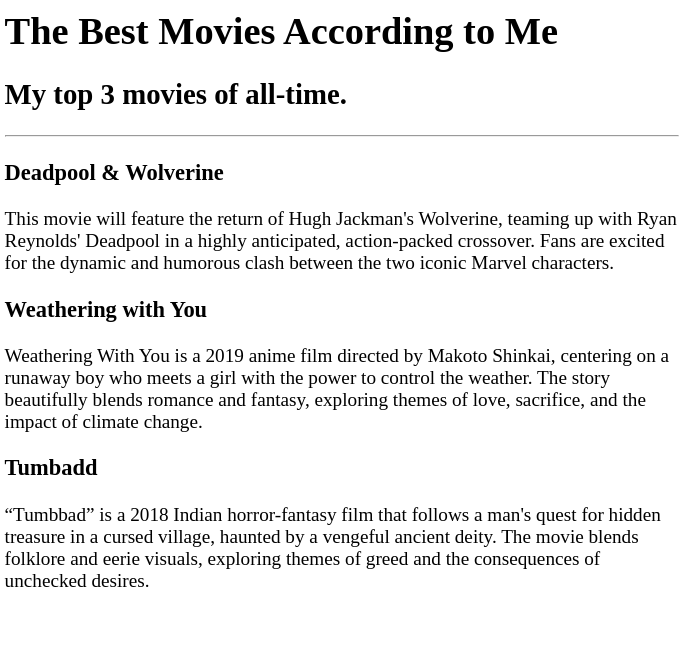 The Best Movies According to Me
My top 3 movies of all-time.
Deadpool & Wolverine
This movie will feature the return of Hugh Jackman's Wolverine, teaming up with Ryan
Reynolds' Deadpool in a highly anticipated, action-packed crossover. Fans are excited
for the dynamic and humorous clash between the two iconic Marvel characters.
Weathering with You
Weathering With You is a 2019 anime film directed by Makoto Shinkai, centering on a
runaway boy who meets a girl with the power to control the weather. The story
beautifully blends romance and fantasy, exploring themes of love, sacrifice, and the
impact of climate change.
Tumbadd
“Tumbbad” is a 2018 Indian horror-fantasy film that follows a man's quest for hidden
treasure in a cursed village, haunted by a vengeful ancient deity. The movie blends
folklore and eerie visuals, exploring themes of greed and the consequences of
unchecked desires.